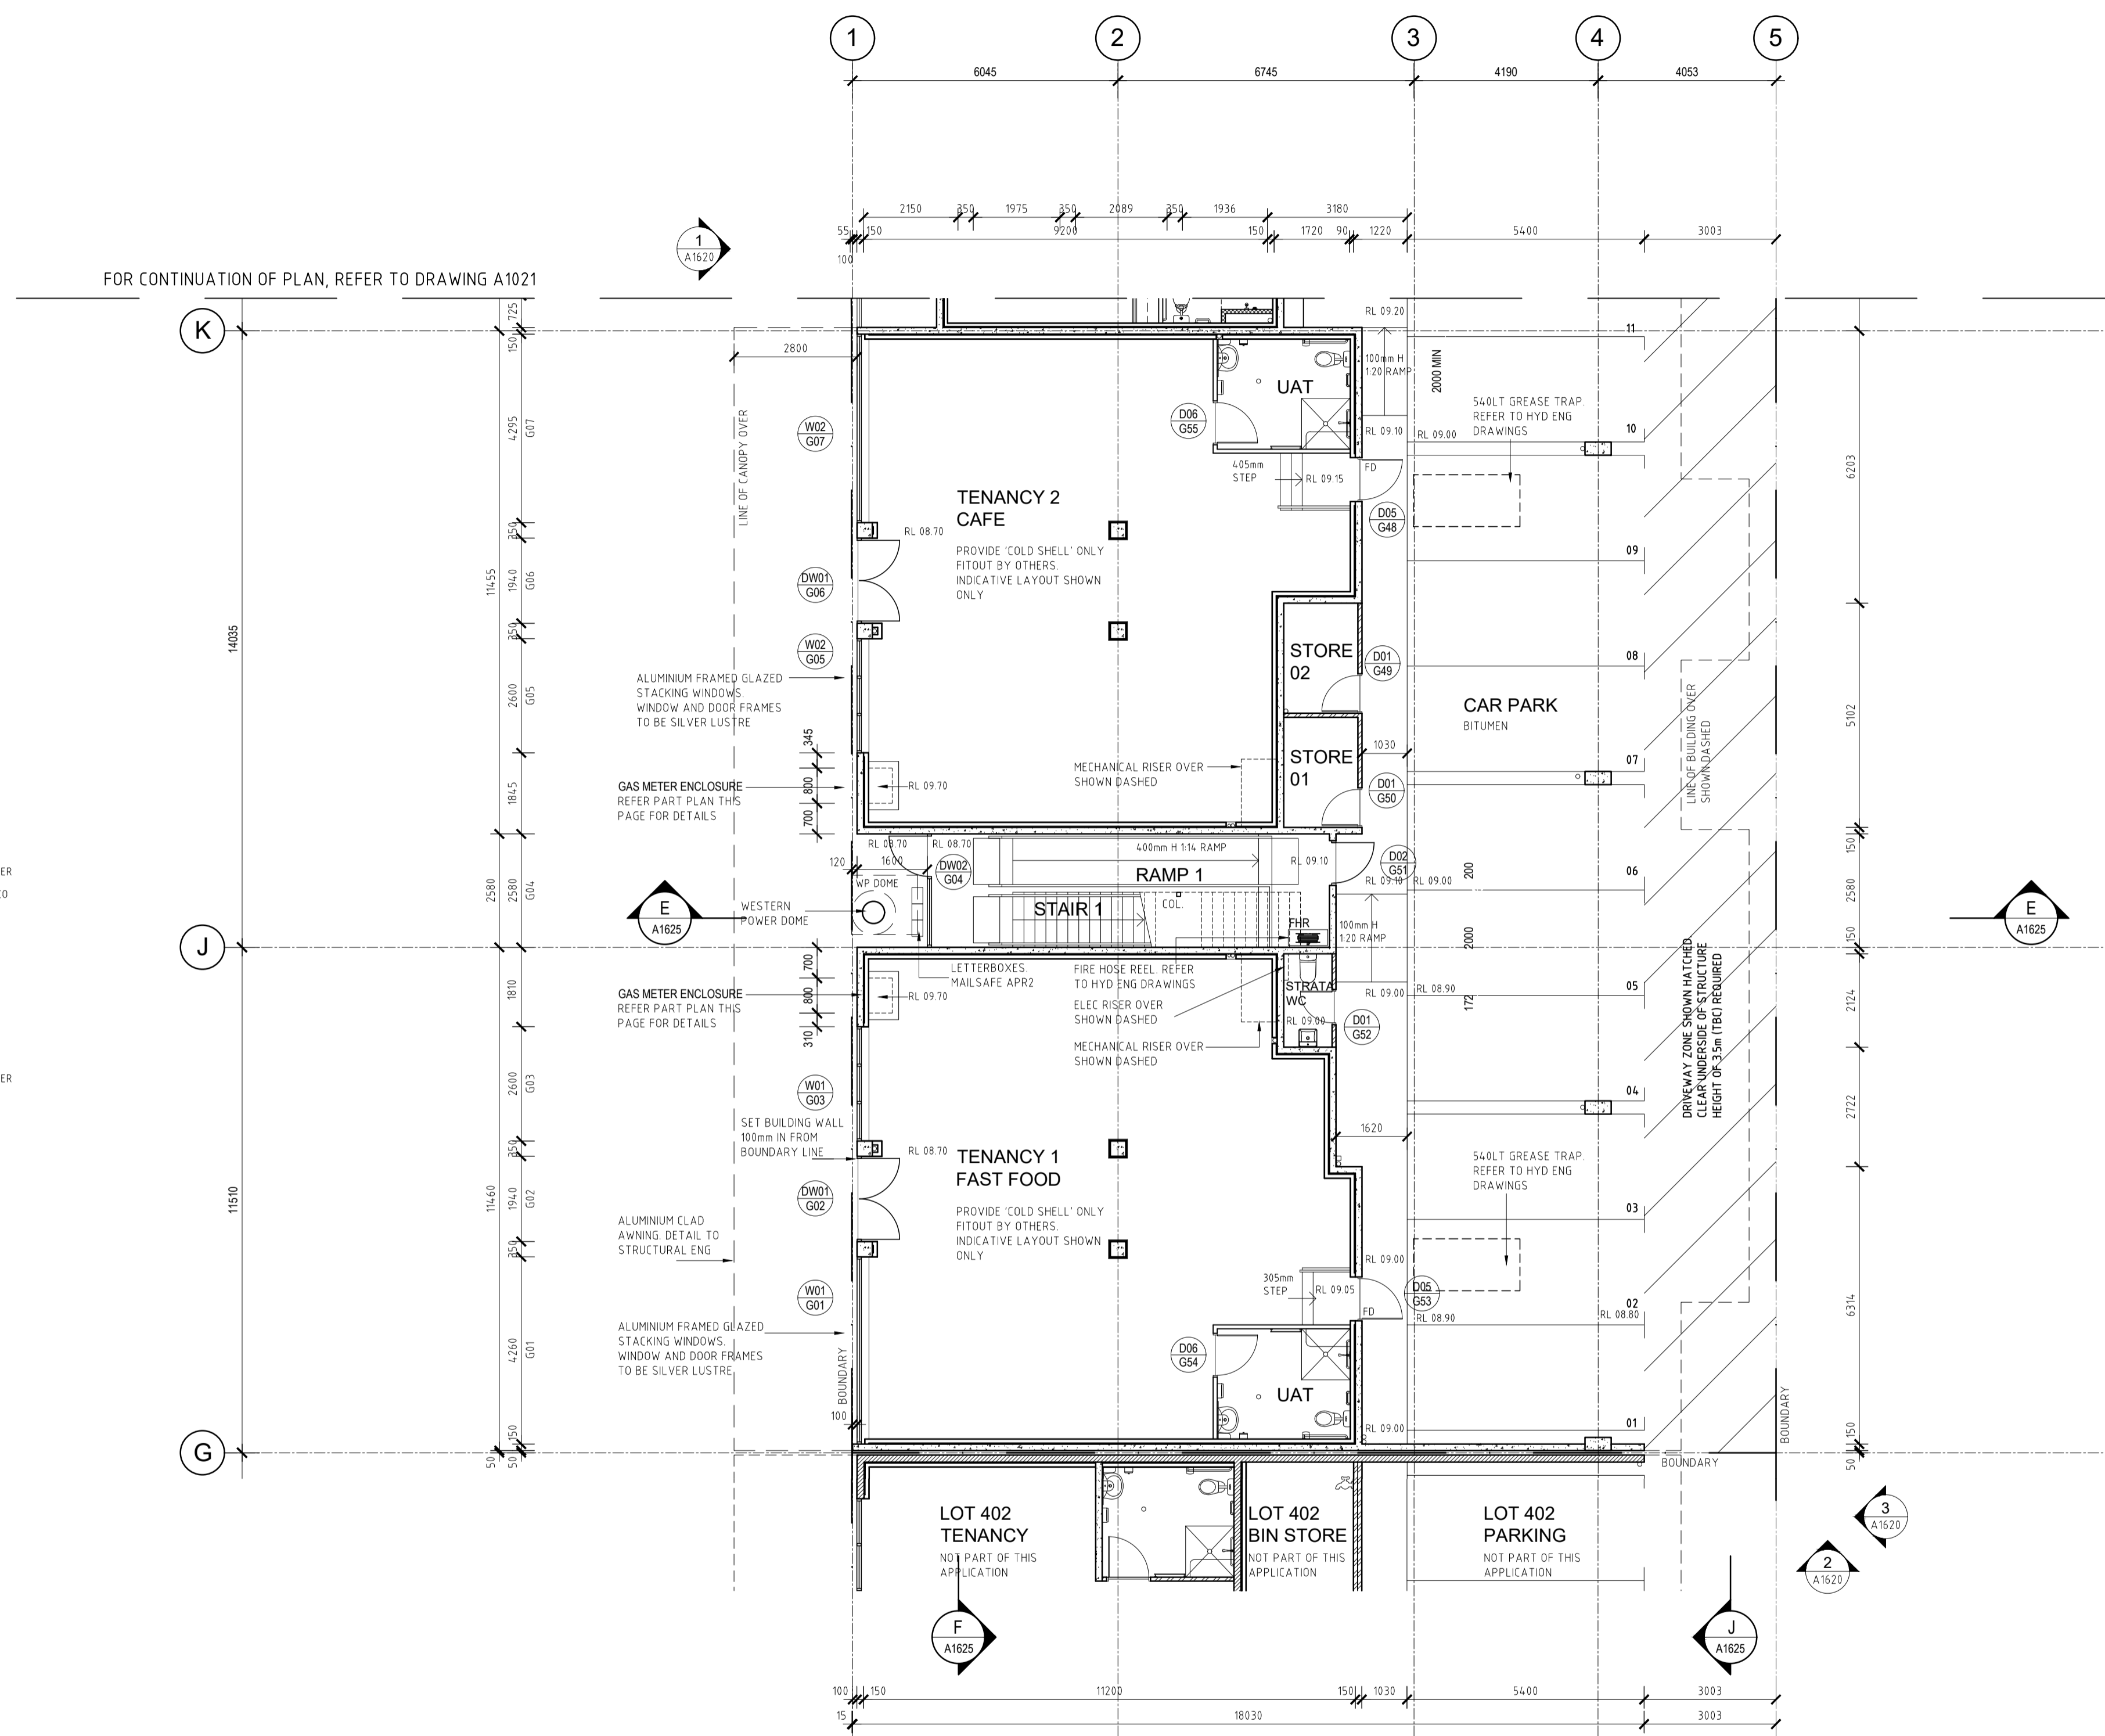 1
2
3
4
5
6045
6745
4190
4053
2150
350
1975
350
2089
350
1936
3180
55
150
9200
150
1720
90
1220
5400
3003
100
1
A1620
FOR CONTINUATION OF PLAN, REFER TO DRAWING A1021
K
J
G
14035
11510
11455
2580
11460
50
725
150
4295
G07
350
1940
G06
350
2600
G05
1845
2580
G04
1810
2600
G03
350
1940
G02
350
4260
G01
150
50
2800
LINE OF CANOPY OVER
W02
G07
DW01
G06
W02
G05
ALUMINIUM FRAMED GLAZED
STACKING WINDOWS.
WINDOW AND DOOR FRAMES
TO BE SILVER LUSTRE
GAS METER ENCLOSURE
REFER PART PLAN THIS
PAGE FOR DETAILS
345
800
700
RL 09.70
RL 08.70
TENANCY 2
CAFE
PROVIDE 'COLD SHELL' ONLY
FITOUT BY OTHERS.
INDICATIVE LAYOUT SHOWN
ONLY
UAT
D06
G55
405mm
STEP
RL 09.15
RL 09.20
100mm H
1:20 RAMP
2000 MIN
RL 09.10
RL 09.00
FD
D05
G48
540LT GREASE TRAP.
REFER TO HYD ENG
DRAWINGS
11
10
09
08
07
06
05
04
03
02
01
STORE
02
D01
G49
STORE
01
D01
G50
1030
MECHANICAL RISER OVER
SHOWN DASHED
CAR PARK
BITUMEN
LINE OF BUILDING OVER
SHOWN DASHED
6203
5102
150
2580
150
2124
2722
6314
150
50
120
1600
RL 08.70
RL 08.70
DW02
G04
WP DOME
WESTERN
POWER DOME
400mm H 1:14 RAMP
RAMP 1
STAIR 1
COL.
RL 09.10
D02
G51
RL 09.10
RL 09.00
200
2000
172
FHR
100mm H
1:20 RAMP
E
A1625
E
A1625
LETTERBOXES.
MAILSAFE APR2
FIRE HOSE REEL. REFER
TO HYD ENG DRAWINGS
ELEC RISER OVER
SHOWN DASHED
MECHANICAL RISER OVER
SHOWN DASHED
STRATA
WC
RL 09.00
RL 09.00
RL 08.90
D01
G52
700
800
310
GAS METER ENCLOSURE
REFER PART PLAN THIS
PAGE FOR DETAILS
RL 09.70
W01
G03
SET BUILDING WALL
100mm IN FROM
BOUNDARY LINE
DW01
G02
ALUMINIUM CLAD
AWNING. DETAIL TO
STRUCTURAL ENG
W01
G01
ALUMINIUM FRAMED GLAZED
STACKING WINDOWS.
WINDOW AND DOOR FRAMES
TO BE SILVER LUSTRE
BOUNDARY
100
RL 08.70
TENANCY 1
FAST FOOD
PROVIDE 'COLD SHELL' ONLY
FITOUT BY OTHERS.
INDICATIVE LAYOUT SHOWN
ONLY
1620
540LT GREASE TRAP.
REFER TO HYD ENG
DRAWINGS
DRIVEWAY ZONE SHOWN HATCHED.
CLEAR UNDERSIDE OF STRUCTURE
HEIGHT OF 3.5m (TBC) REQUIRED
RL 09.00
305mm
STEP
RL 09.05
FD
D05
G53
RL 08.90
RL 08.80
D06
G54
UAT
RL 09.00
BOUNDARY
BOUNDARY
LOT 402
TENANCY
NOT PART OF THIS
APPLICATION
LOT 402
BIN STORE
NOT PART OF THIS
APPLICATION
LOT 402
PARKING
NOT PART OF THIS
APPLICATION
3
A1620
2
A1620
F
A1625
J
A1625
100
150
11200
150
1030
5400
3003
15
18030
3003
ER
ER